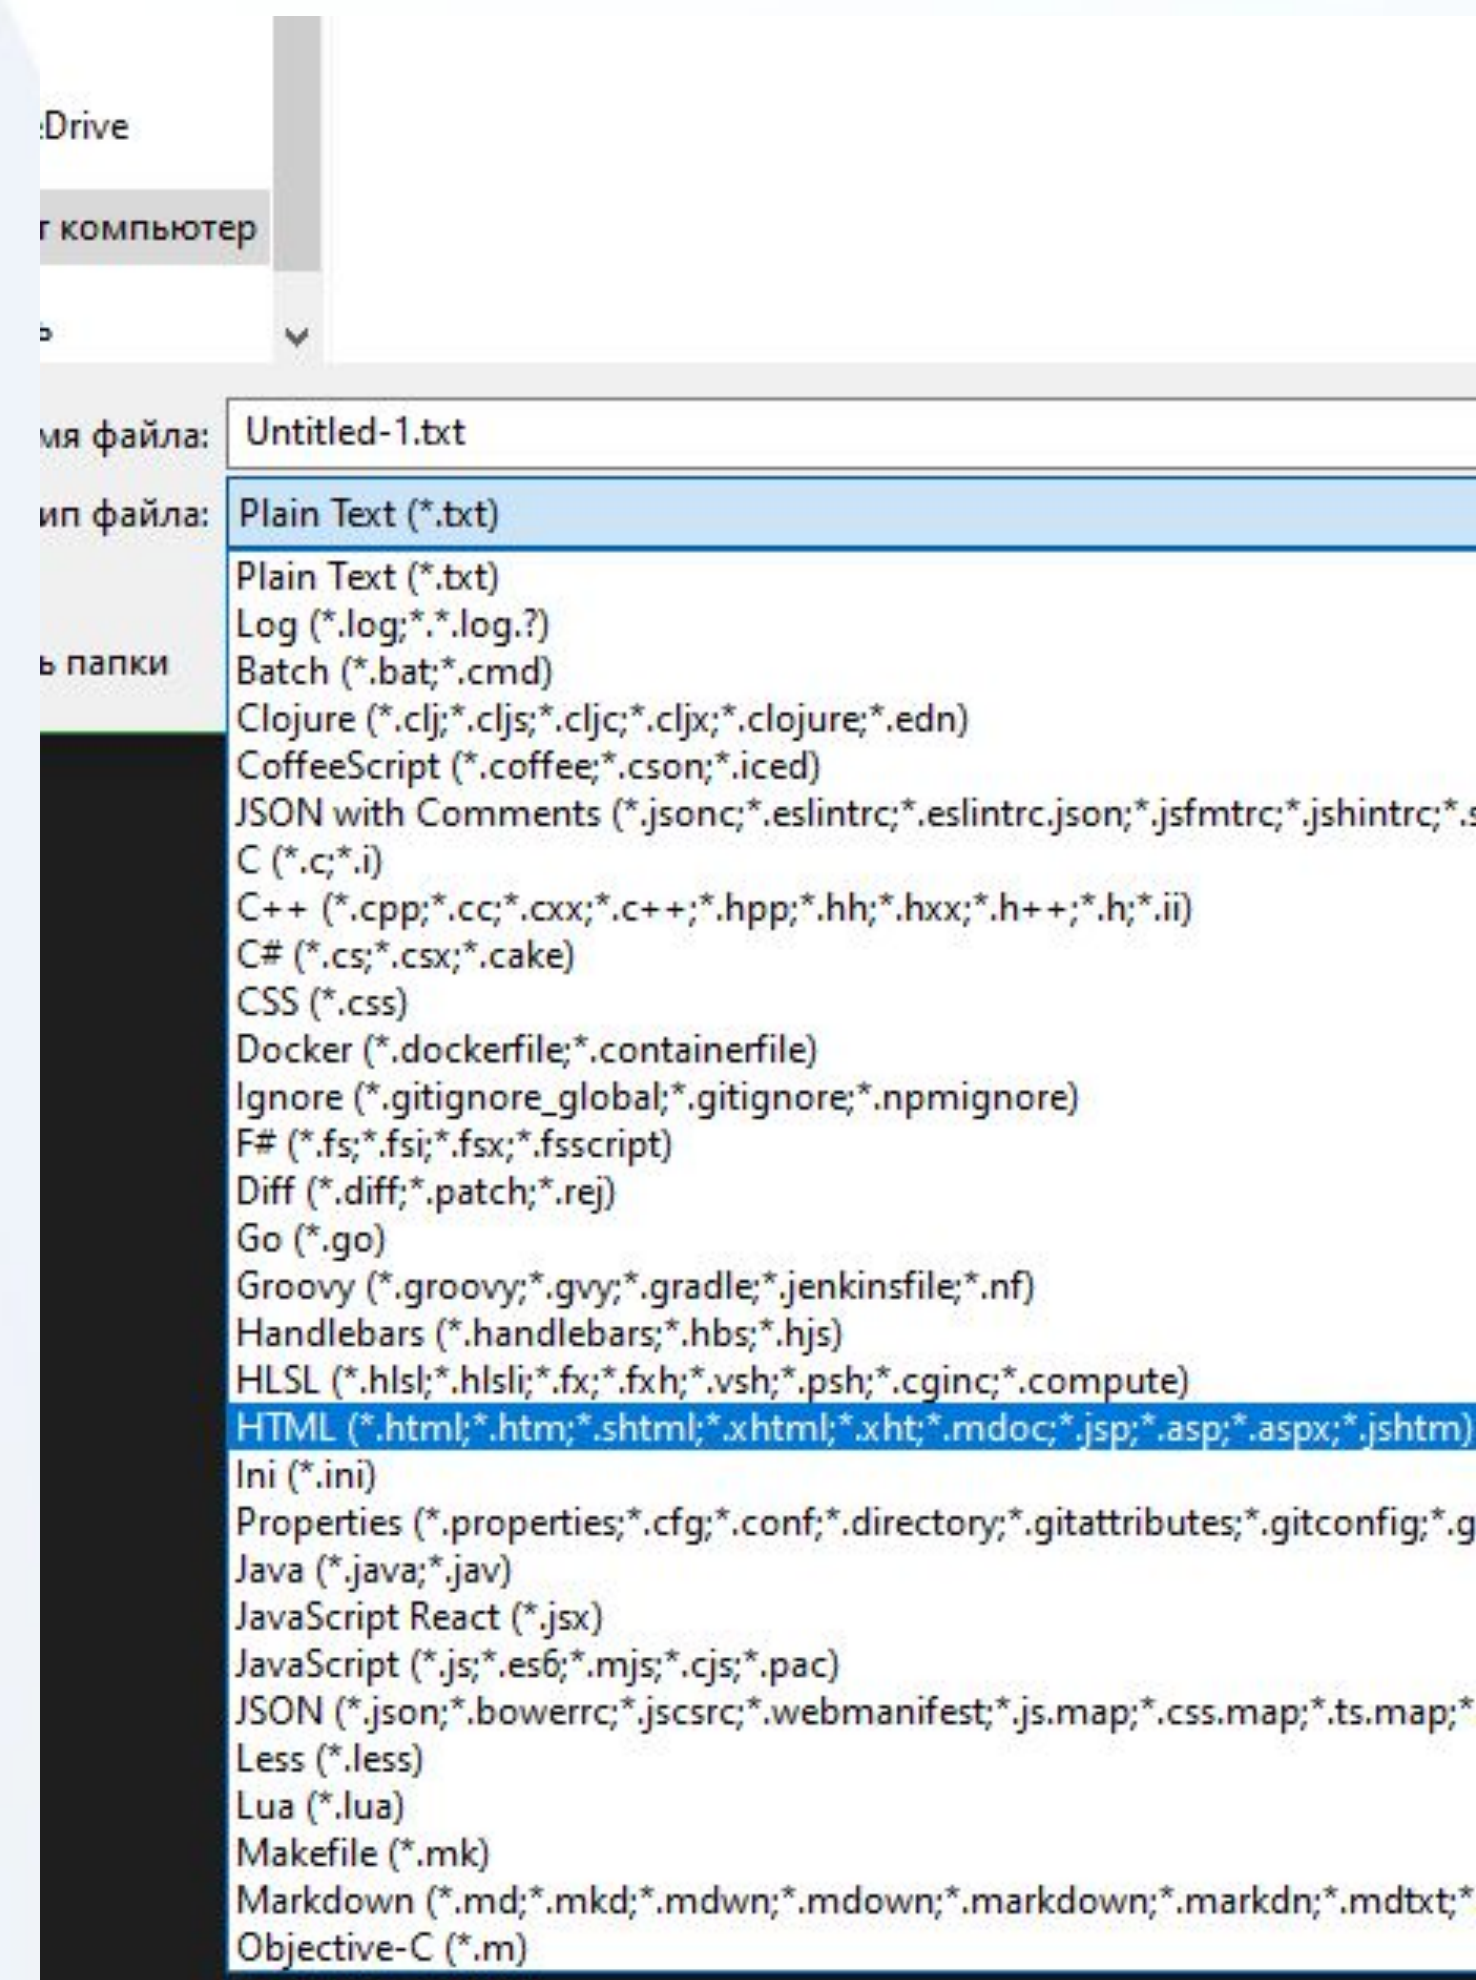 eDrive
т компьютер
ь
мя файла: Untitled-1.txt
ип файла: Plain Text (*.txt)
Plain Text (*.txt)
Log (*.log;*.*.log.?)
ь папки
Batch (*.bat;*.cmd)
Clojure (*.clj;*.cljs;*.cljc;*.cljx;*.clojure;*.edn)
CoffeeScript (*.coffee;*.cson;*.iced)
JSON with Comments (*.jsonc;*.eslintrc;*.eslintrc.json;*.jsfmtrc;*.jshintrc;*.s
C (*.c;*.i)
C++ (*.cpp;*.cc;*.cxx;*.c++;*.hpp;*.hh;*.hxx;*.h++;*.h;*.ii)
C# (*.cs;*.csx;*.cake)
CSS (*.css)
Docker (*.dockerfile;*.containerfile)
Ignore (*.gitignore_global;*.gitignore;*.npmignore)
F# (*.fs;*.fsi;*.fsx;*.fsscript)
Diff (*.diff;*.patch;*.rej)
Go (*.go)
Groovy (*.groovy;*.gvy;*.gradle;*.jenkinsfile;*.nf)
Handlebars (*.handlebars;*.hbs;*.hjs)
HLSL (*.hlsl;*.hlsli;*.fx;*.fxh;*.vsh;*.psh;*.cginc;*.compute)
HTML (*.html;*.htm;*.shtml;*.xhtml;*.xht;*.mdoc;*.jsp;*.asp;*.aspx;*.jshtm)
Ini (*.ini)
Properties (*.properties;*.cfg;*.conf;*.directory;*.gitattributes;*.gitconfig;*.g
Java (*.java;*.jav)
JavaScript React (*.jsx)
JavaScript (*.js;*.es6;*.mjs;*.cjs;*.pac)
JSON (*.json;*.bowerrc;*.jscsrc;*.webmanifest;*.js.map;*.css.map;*.ts.map;*.
Less (*.less)
Lua (*.lua)
Makefile (*.mk)
Markdown (*.md;*.mkd;*.mdwn;*.mdown;*.markdown;*.markdn;*.mdtxt;*.
Objective-C (*.m)